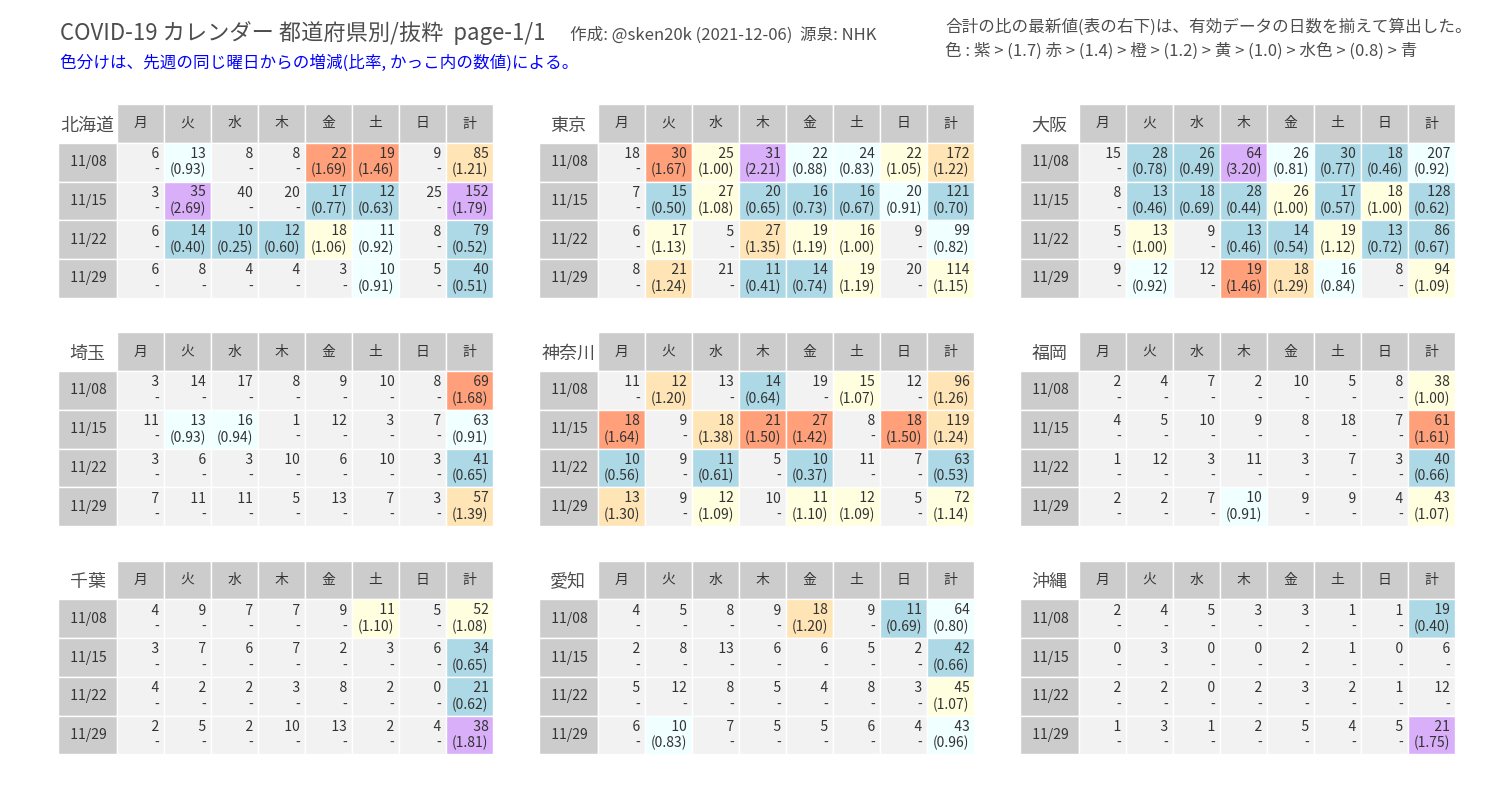 COVID-19 カレンダー 都道府県別/抜粋 page-1/1 作成: @sken20k (2021-12-06) 源泉: NHK
合計の比の最新値(表の右下)は、有効データの日数を揃えて算出した。
色分けは、先週の同じ曜日からの増減(比率, かっこ内の数値)による。
色 : 紫 > (1.7) 赤 > (1.4) > 橙 > (1.2) > 黄 > (1.0) > 水色 > (0.8) > 青
北海道 月 火 水 木 金 土 日 計
11/08 6 13 8 8 22 19 9 85
- (0.93) - - (1.69) (1.46) - (1.21)
11/15 3 35 40 20 17 12 25 152
- (2.69) - - (0.77) (0.63) - (1.79)
11/22 6 14 10 12 18 11 8 79
- (0.40) (0.25) (0.60) (1.06) (0.92) - (0.52)
11/29 6 8 4 4 3 10 5 40
- - - - - (0.91) - (0.51)
東京 月 火 水 木 金 土 日 計
11/08 18 30 25 31 22 24 22 172
- (1.67) (1.00) (2.21) (0.88) (0.83) (1.05) (1.22)
11/15 7 15 27 20 16 16 20 121
- (0.50) (1.08) (0.65) (0.73) (0.67) (0.91) (0.70)
11/22 6 17 5 27 19 16 9 99
- (1.13) - (1.35) (1.19) (1.00) - (0.82)
11/29 8 21 21 11 14 19 20 114
- (1.24) - (0.41) (0.74) (1.19) - (1.15)
大阪 月 火 水 木 金 土 日 計
11/08 15 28 26 64 26 30 18 207
- (0.78) (0.49) (3.20) (0.81) (0.77) (0.46) (0.92)
11/15 8 13 18 28 26 17 18 128
- (0.46) (0.69) (0.44) (1.00) (0.57) (1.00) (0.62)
11/22 5 13 9 13 14 19 13 86
- (1.00) - (0.46) (0.54) (1.12) (0.72) (0.67)
11/29 9 12 12 19 18 16 8 94
- (0.92) - (1.46) (1.29) (0.84) - (1.09)
埼玉 月 火 水 木 金 土 日 計
11/08 3 14 17 8 9 10 8 69
- - - - - - - (1.68)
11/15 11 13 16 1 12 3 7 63
- (0.93) (0.94) - - - - (0.91)
11/22 3 6 3 10 6 10 3 41
- - - - - - - (0.65)
11/29 7 11 11 5 13 7 3 57
- - - - - - - (1.39)
神奈川 月 火 水 木 金 土 日 計
11/08 11 12 13 14 19 15 12 96
- (1.20) - (0.64) - (1.07) - (1.26)
11/15 18 9 18 21 27 8 18 119
(1.64) - (1.38) (1.50) (1.42) - (1.50) (1.24)
11/22 10 9 11 5 10 11 7 63
(0.56) - (0.61) - (0.37) - - (0.53)
11/29 13 9 12 10 11 12 5 72
(1.30) - (1.09) - (1.10) (1.09) - (1.14)
福岡 月 火 水 木 金 土 日 計
11/08 2 4 7 2 10 5 8 38
- - - - - - - (1.00)
11/15 4 5 10 9 8 18 7 61
- - - - - - - (1.61)
11/22 1 12 3 11 3 7 3 40
- - - - - - - (0.66)
11/29 2 2 7 10 9 9 4 43
- - - (0.91) - - - (1.07)
千葉 月 火 水 木 金 土 日 計
11/08 4 9 7 7 9 11 5 52
- - - - - (1.10) - (1.08)
11/15 3 7 6 7 2 3 6 34
- - - - - - - (0.65)
11/22 4 2 2 3 8 2 0 21
- - - - - - - (0.62)
11/29 2 5 2 10 13 2 4 38
- - - - - - - (1.81)
愛知 月 火 水 木 金 土 日 計
11/08 4 5 8 9 18 9 11 64
- - - - (1.20) - (0.69) (0.80)
11/15 2 8 13 6 6 5 2 42
- - - - - - - (0.66)
11/22 5 12 8 5 4 8 3 45
- - - - - - - (1.07)
11/29 6 10 7 5 5 6 4 43
- (0.83) - - - - - (0.96)
沖縄 月 火 水 木 金 土 日 計
11/08 2 4 5 3 3 1 1 19
- - - - - - - (0.40)
11/15 0 3 0 0 2 1 0 6
- - - - - - - -
11/22 2 2 0 2 3 2 1 12
- - - - - - - -
11/29 1 3 1 2 5 4 5 21
- - - - - - - (1.75)